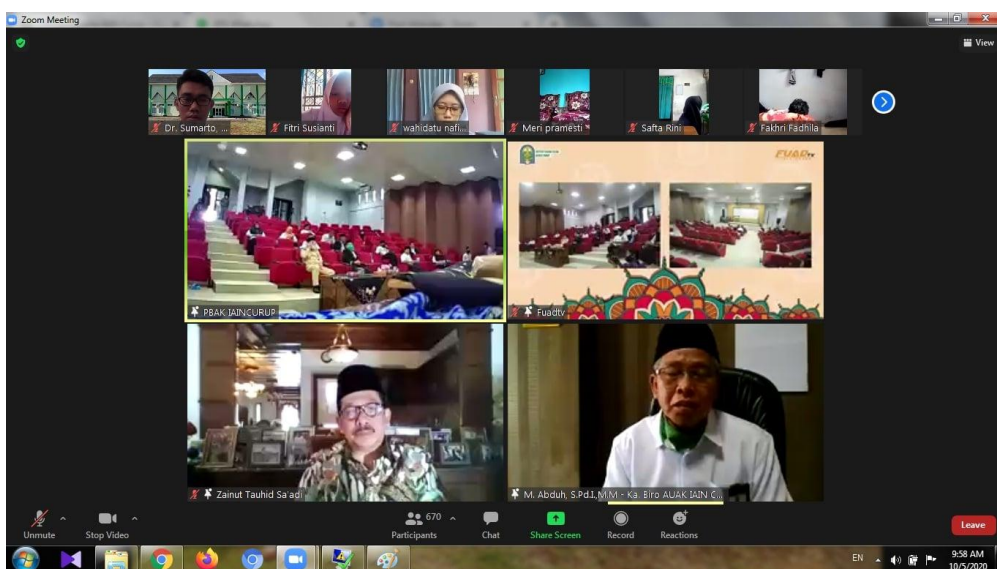 Zoom Meeting
View
Dr. Sumarto, ...
Fitri Susianti
wahidatu nafi...
Meri pramesti
Safta Rini
Fakhri Fadhila
FUADTV
PBAK IAINCURUP
Fuadtv
Zainut Tauhid Sa'adi
M. Abduh, S.Pd.I.,M.M - Ka. Biro AUAK IAIN C...
Unmute
Stop Video
670
Participants
Chat
Share Screen
Record
Reactions
Leave
EN
9:58 AM
10/5/2020